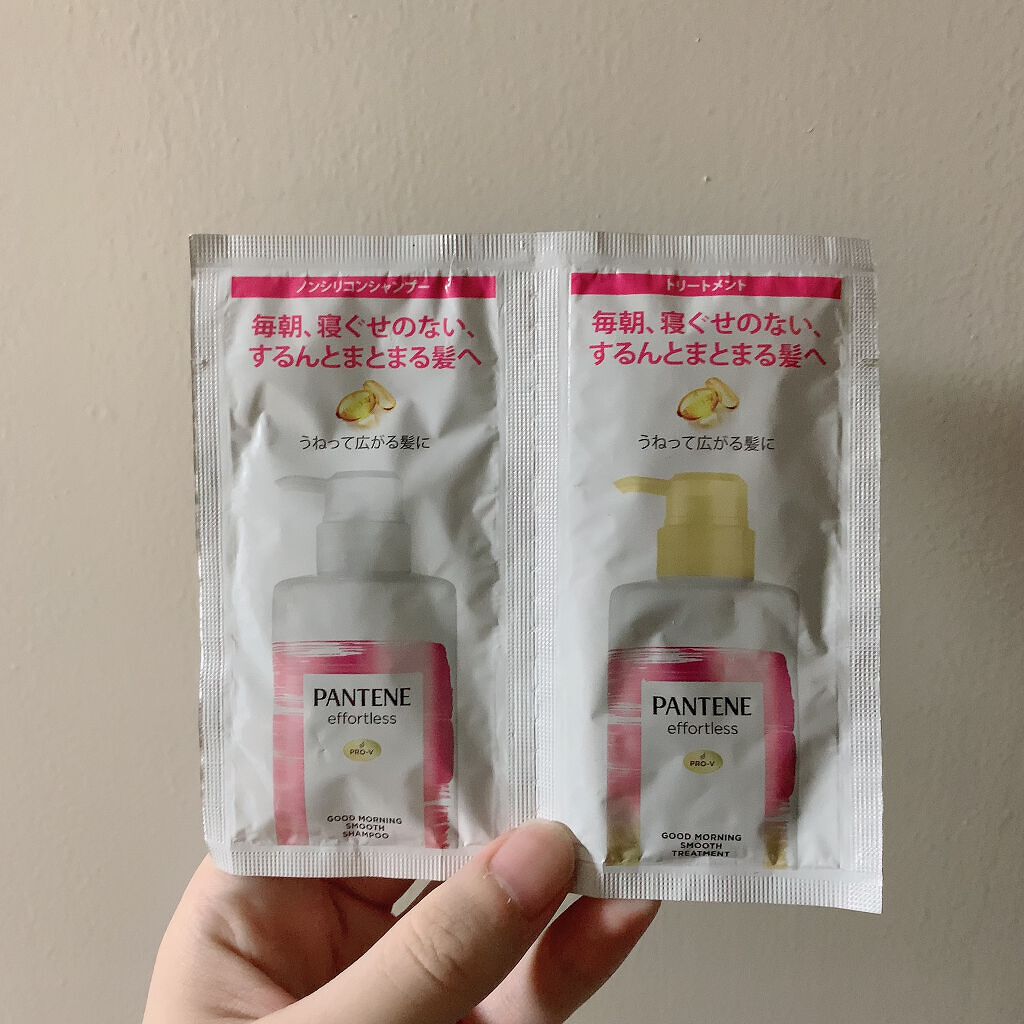 ノンシリコンシャンプー
毎朝、寝ぐせのない、
するんとまとまる髪へ
うねって広がる髪に
PANTENE
effortless
PRO-V
GOOD MORNING
SMOOTH
SHAMPOO
トリートメント
毎朝、寝ぐせのない、
するんとまとまる髪へ
うねって広がる髪に
PANTENE
effortless
PRO-V
GOOD MORNING
SMOOTH
TREATMENT